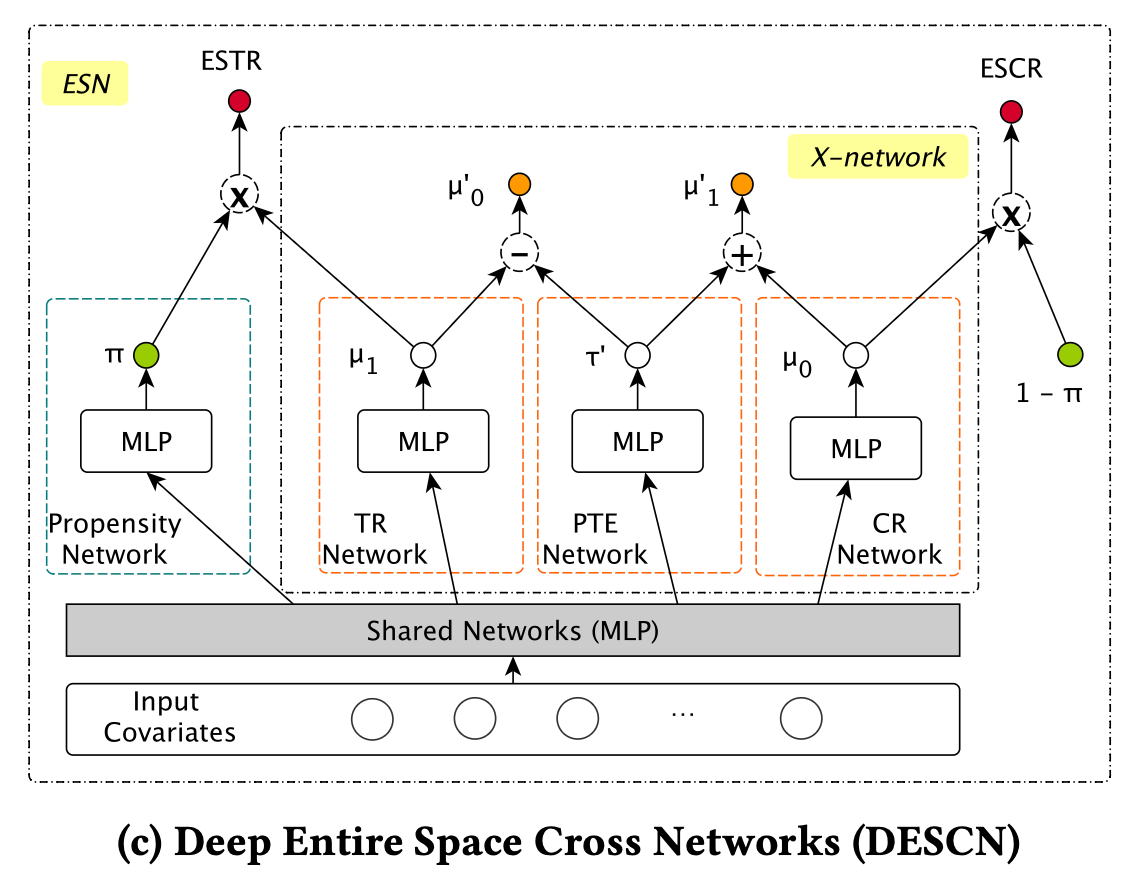 ESN
ESTR
ESCR
X-network
x
x
μ'0
μ'1
-
+
π
μ1
τ'
μ0
1 - π
MLP
MLP
MLP
MLP
Propensity
Network
TR
Network
PTE
Network
CR
Network
Shared Networks (MLP)
Input
Covariates
...
(c) Deep Entire Space Cross Networks (DESCN)